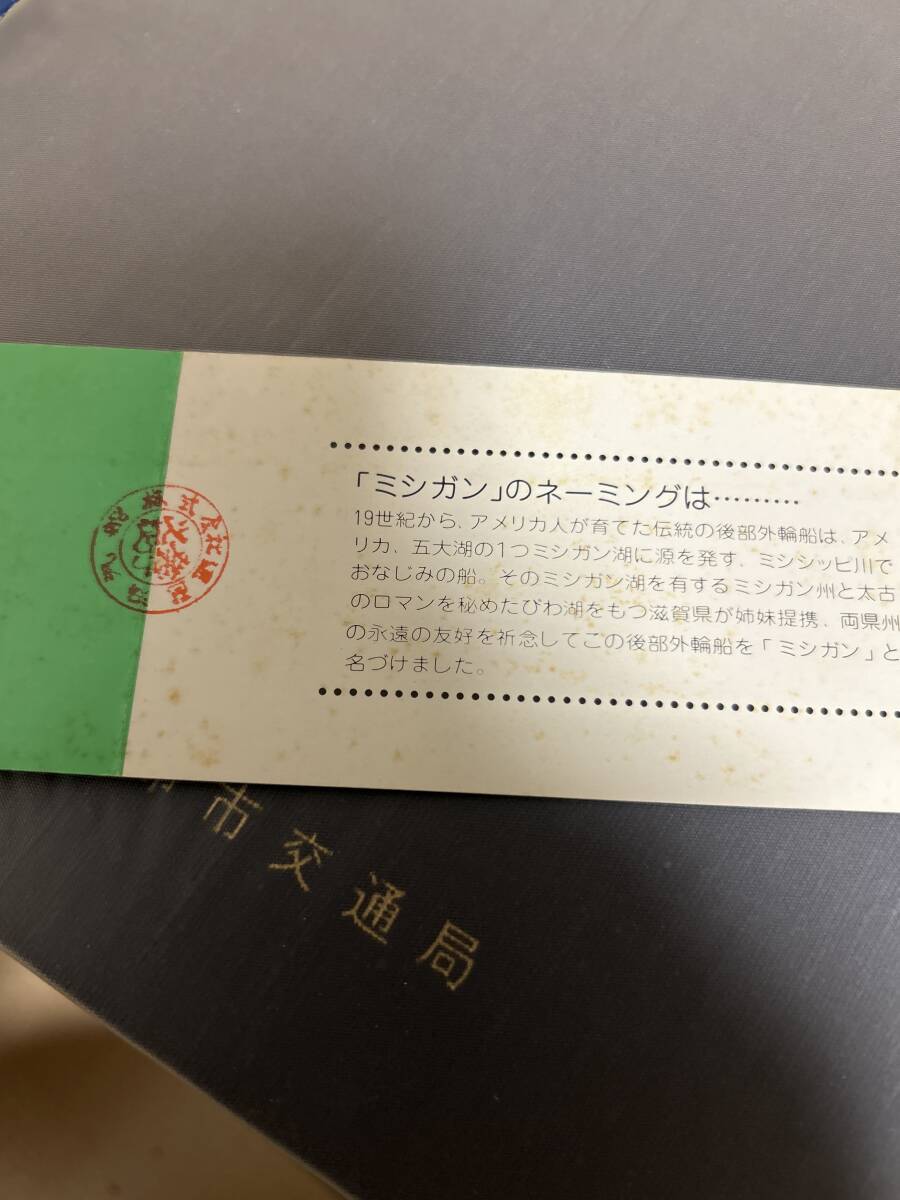 「ミシガン」のネーミングは………
19世紀から、アメリカ人が育てた伝統の後部外輪船は、アメ
リカ、五大湖の1つミシガン湖に源を発す、ミシシッピ川で
おなじみの船。そのミシガン湖を有するミシガン州と太古
のロマンを秘めたびわ湖をもつ滋賀県が姉妹提携、両県州
の永遠の友好を祈念してこの後部外輪船を「ミシガン」と
名づけました。
市交通局